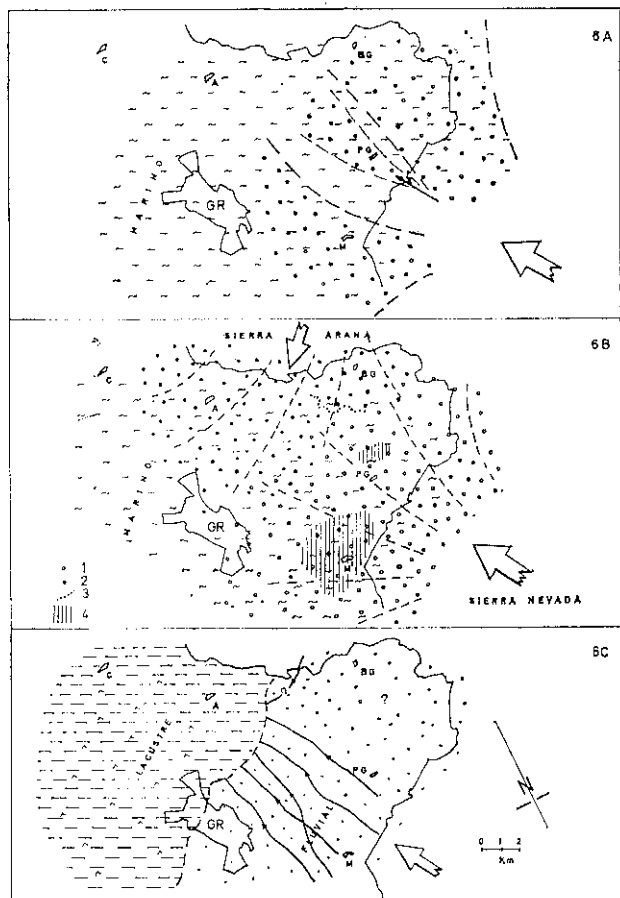 6A
C
BG
A
PG
MARINO
GR
M
6B
SIERRA ARANA
C
BG
A
MARINO
PG
GR
M
1
2
3
4
SIERRA NEVADA
6C
C
BG
A
?
LACUSTRE
PG
GR
FLUVIAL
M
N
0 1 2
Km